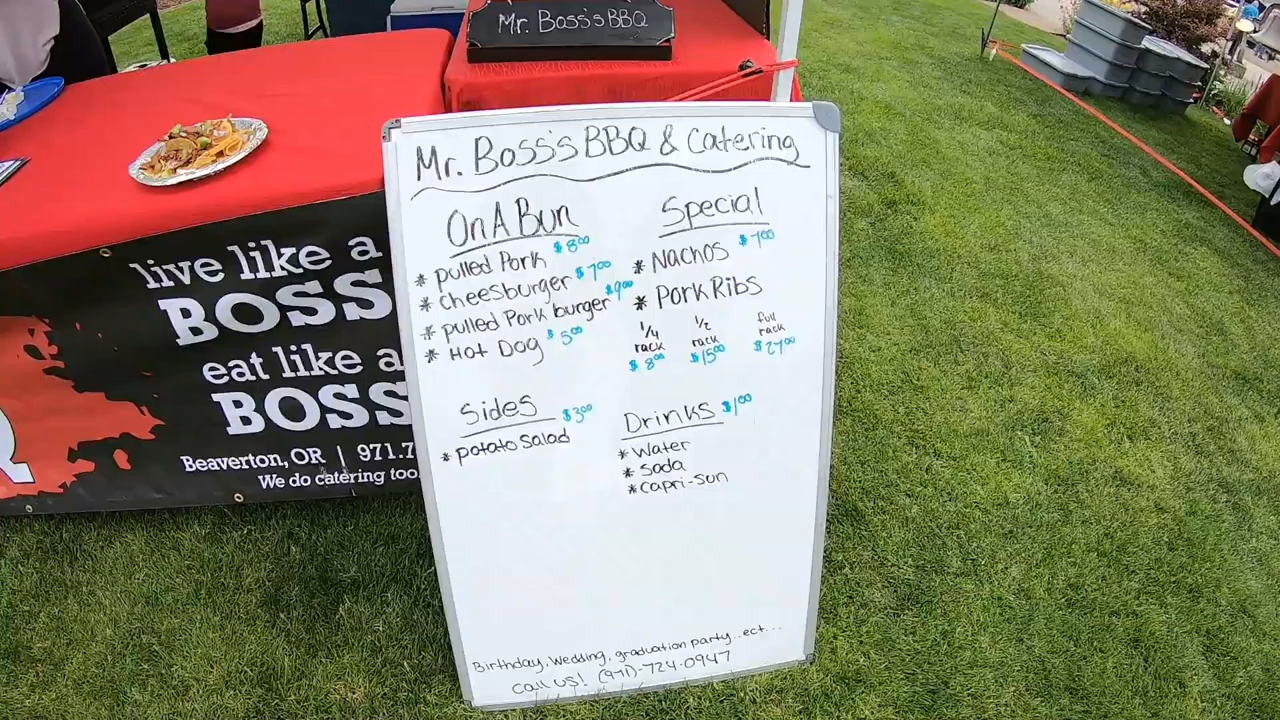 Mr. Boss's BBQ
Mr. Boss's BBQ & Catering
On A Bun
* Pulled Pork $8.00
* Cheesburger $7.00
* Pulled Pork burger $9.00
* Hot Dog $5.00
Special
* Nachos $7.00
* Pork Ribs
1/4 rack 1/2 rack full rack
$8.00 $15.00 $27.00
Sides $3.00
* Potato Salad
Drinks $1.00
* Water
* Soda
* Capri-Sun
Birthday, Wedding, graduation party...ect...
Call US! (971)-724-0947
live like a
BOSS
eat like a
BOSS
Beaverton, OR | 971.7
We do catering too